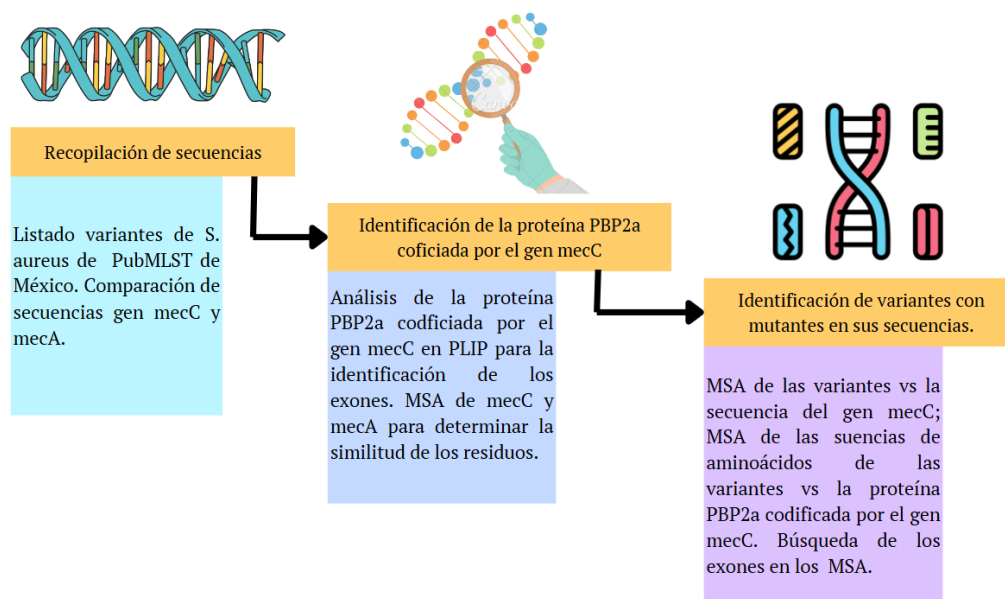 Recopilación de secuencias
Listado variantes de S.
aureus de PubMLST de
México. Comparación de
secuencias gen mecC y
mecA.
Canva
Identificación de la proteína PBP2a
coficiada por el gen mecC
Análisis de la proteína
PBP2a codficiada por el
gen mecC en PLIP para la
identificación de los
exones. MSA de mecC y
mecA para determinar la
similitud de los residuos.
Identificación de variantes con
mutantes en sus secuencias.
MSA de las variantes vs la
secuencia del gen mecC;
MSA de las suencias de
aminoácidos de las
variantes vs la proteína
PBP2a codificada por el gen
mecC. Búsqueda de los
exones en los MSA.